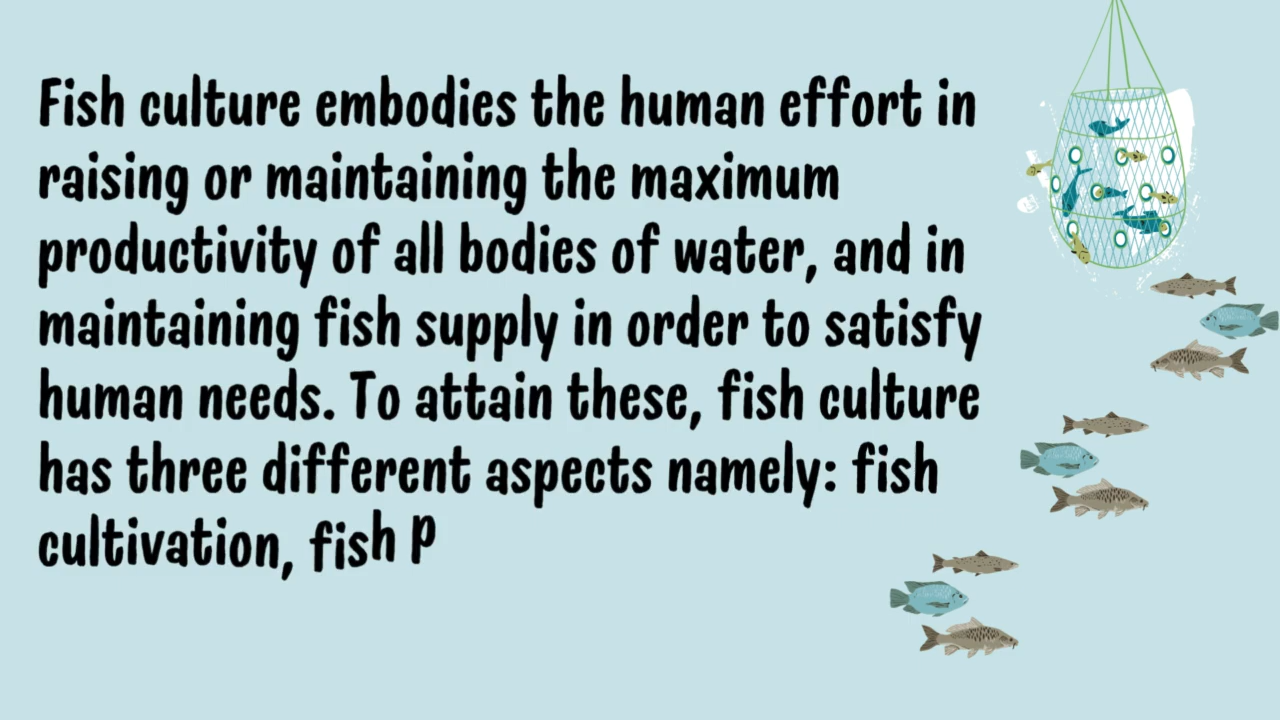 Fish culture embodies the human effort in
raising or maintaining the maximum
productivity of all bodies of water, and in
maintaining fish supply in order to satisfy
human needs. To attain these, fish culture
has three different aspects namely: fish
cultivation, fish p